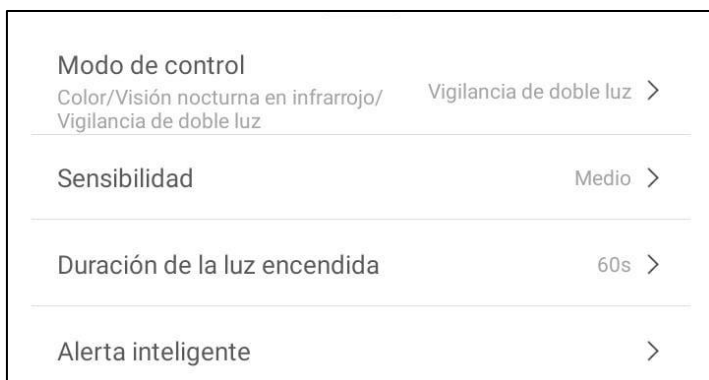 Modo de control
Color/Visión nocturna en infrarrojo/
Vigilancia de doble luz
Vigilancia de doble luz
Sensibilidad
Medio
Duración de la luz encendida
60s
Alerta inteligente